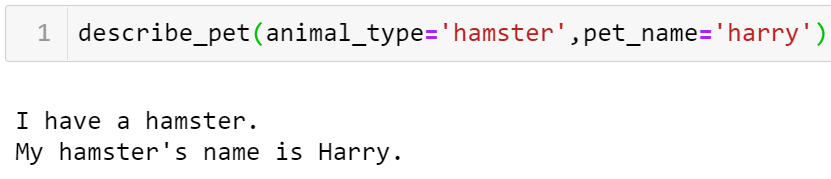 1 describe_pet(animal_type='hamster',pet_name='harry')
I have a hamster.
My hamster's name is Harry.